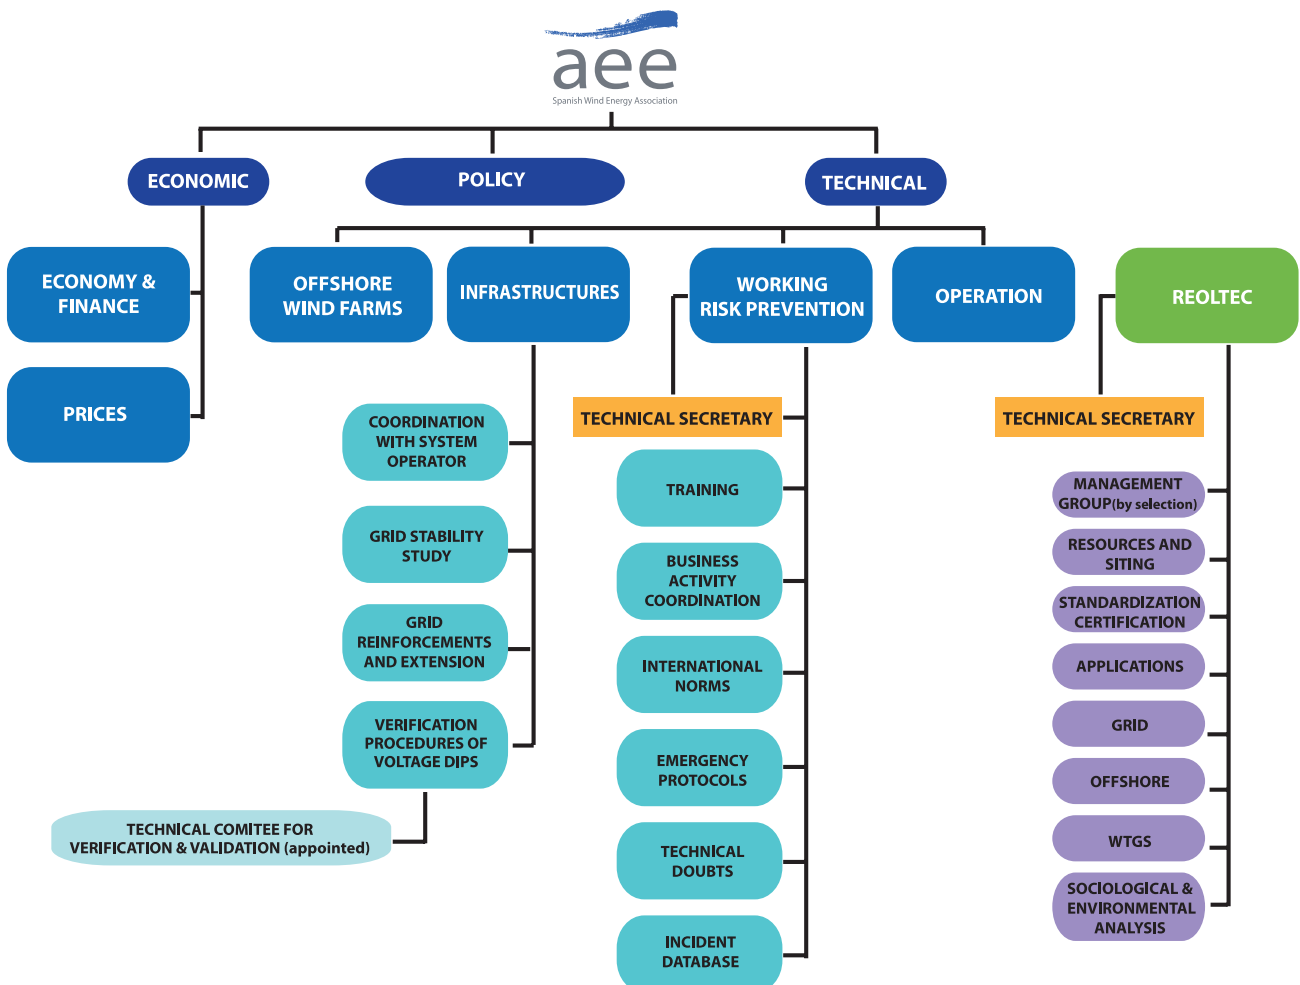 aee
Spanish Wind Energy Association
ECONOMIC
POLICY
TECHNICAL
ECONOMY &
FINANCE
PRICES
OFFSHORE
WIND FARMS
INFRASTRUCTURES
WORKING
RISK PREVENTION
OPERATION
REOLTEC
COORDINATION
WITH SYSTEM
OPERATOR
GRID STABILITY
STUDY
GRID
REINFORCEMENTS
AND EXTENSION
VERIFICATION
PROCEDURES OF
VOLTAGE DIPS
TECHNICAL COMITEE FOR
VERIFICATION & VALIDATION (appointed)
TECHNICAL SECRETARY
TRAINING
BUSINESS
ACTIVITY
COORDINATION
INTERNATIONAL
NORMS
EMERGENCY
PROTOCOLS
TECHNICAL
DOUBTS
INCIDENT
DATABASE
TECHNICAL SECRETARY
MANAGEMENT
GROUP(by selection)
RESOURCES AND
SITING
STANDARDIZATION
CERTIFICATION
APPLICATIONS
GRID
OFFSHORE
WTGS
SOCIOLOGICAL &
ENVIRONMENTAL
ANALYSIS